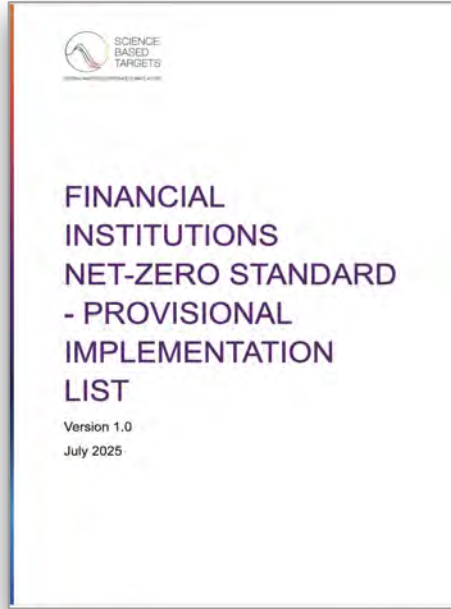 SCIENCE
BASED
TARGETS
FINANCIAL
INSTITUTIONS
NET-ZERO STANDARD
- PROVISIONAL
IMPLEMENTATION
LIST
Version 1.0
July 2025